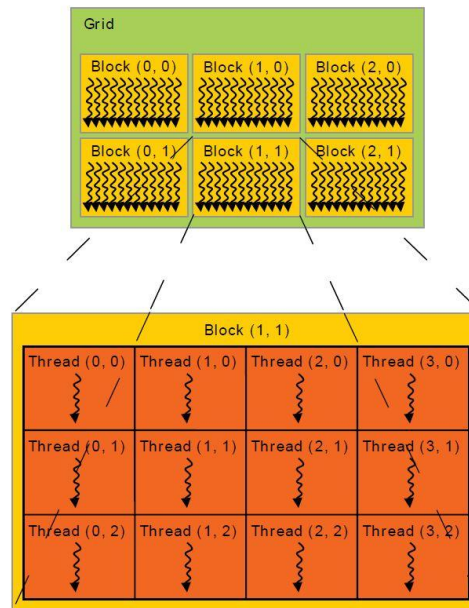 Grid
Block (0, 0) Block (1, 0) Block (2, 0)
Block (0, 1) Block (1, 1) Block (2, 1)
Block (1, 1)
Thread (0, 0) Thread (1, 0) Thread (2, 0) Thread (3, 0)
Thread (0, 1) Thread (1, 1) Thread (2, 1) Thread (3, 1)
Thread (0, 2) Thread (1, 2) Thread (2, 2) Thread (3, 2)